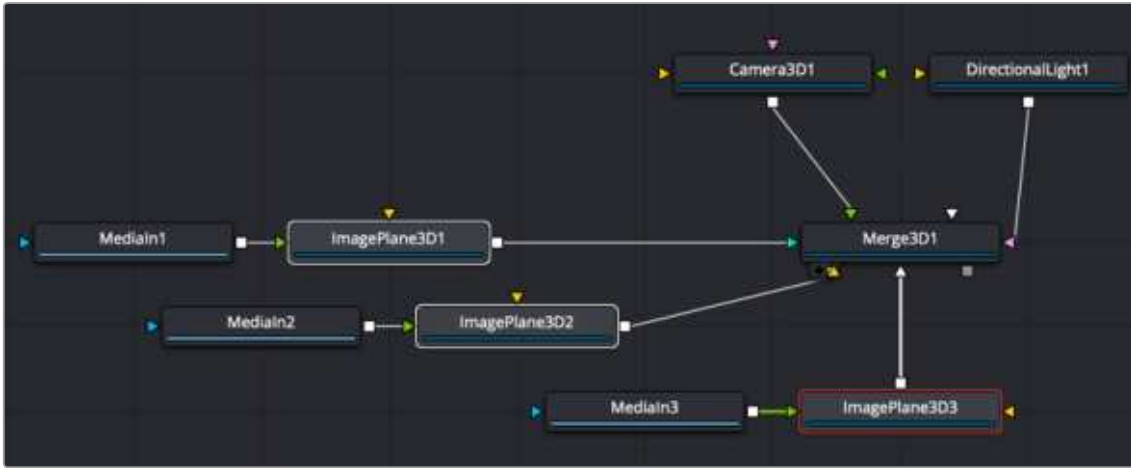 Camera3D1
DirectionalLight1
MediaIn1
ImagePlane3D1
Merge3D1
MediaIn2
ImagePlane3D2
MediaIn3
ImagePlane3D3